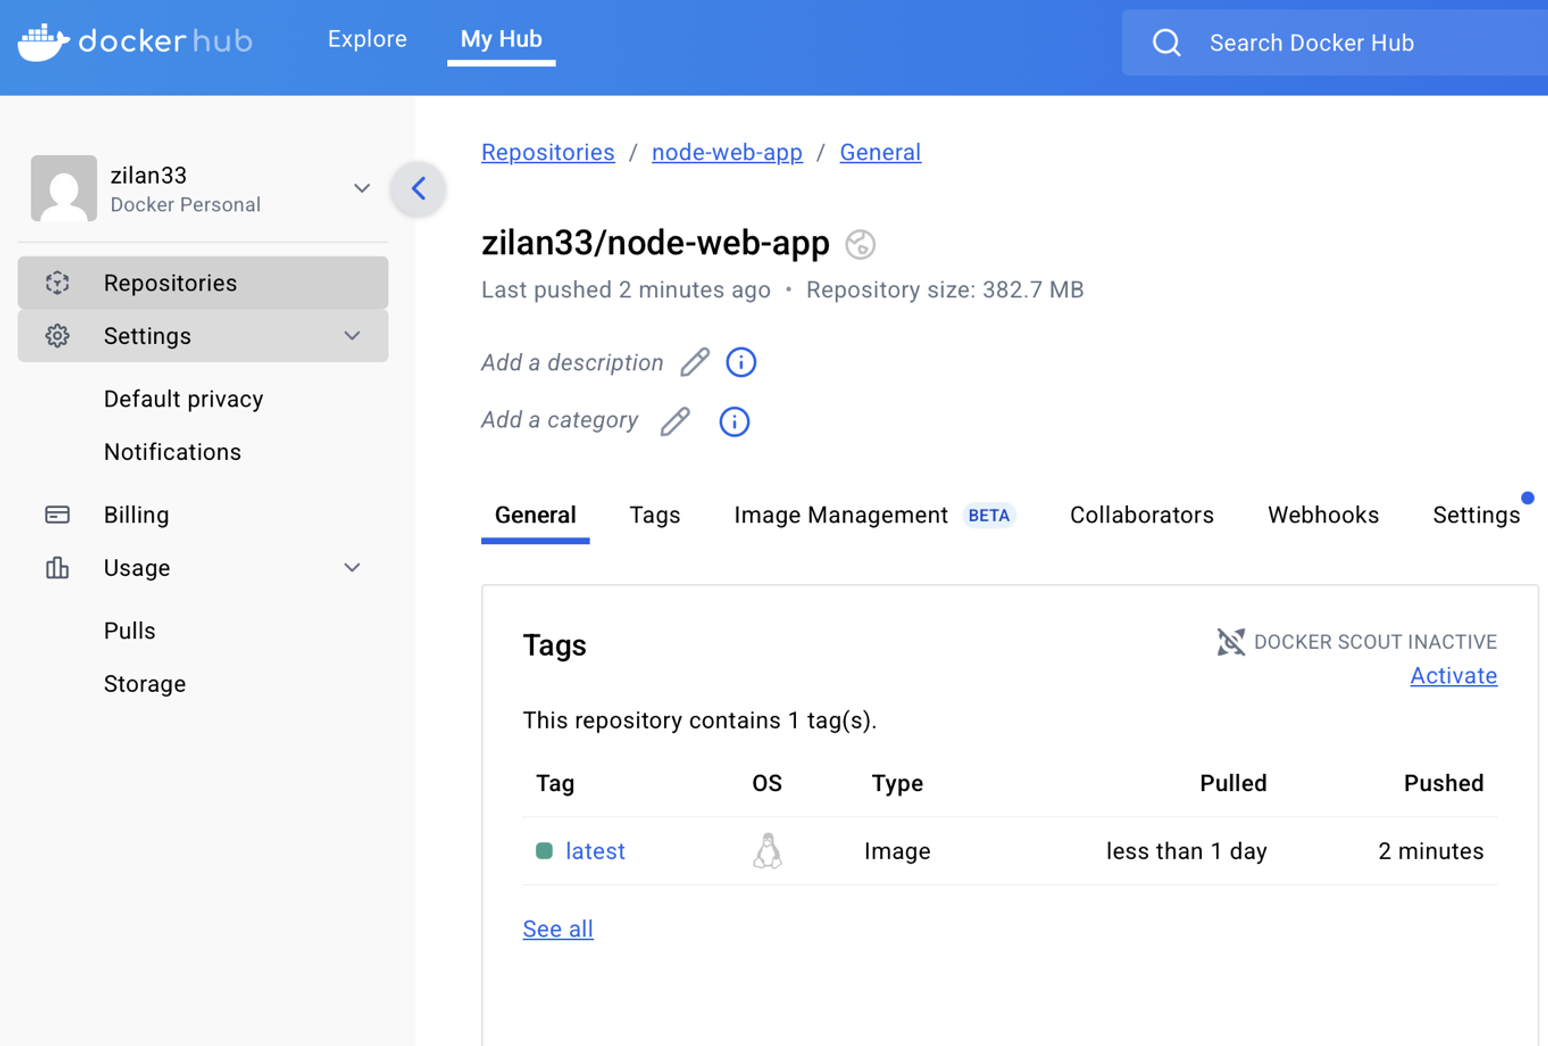 docker hub
Explore
My Hub
Search Docker Hub
zilan33
Docker Personal
Repositories
Settings
Default privacy
Notifications
Billing
Usage
Pulls
Storage
Repositories / node-web-app / General
zilan33/node-web-app
Last pushed 2 minutes ago • Repository size: 382.7 MB
Add a description
Add a category
General Tags Image Management BETA Collaborators Webhooks Settings
Tags
DOCKER SCOUT INACTIVE
Activate
This repository contains 1 tag(s).
Tag OS Type Pulled Pushed
latest Image less than 1 day 2 minutes
See all